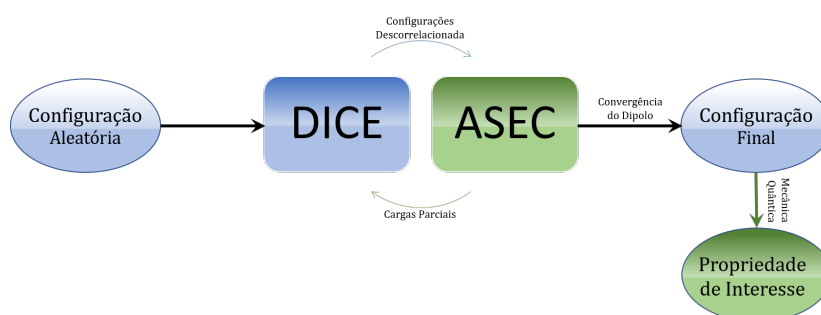 Configurações
Descorrelacionada
Configuração
Aleatória
DICE
ASEC
Convergência
do Dipolo
Configuração
Final
Cargas Parciais
Mecânica
Quântica
Propriedade
de Interesse